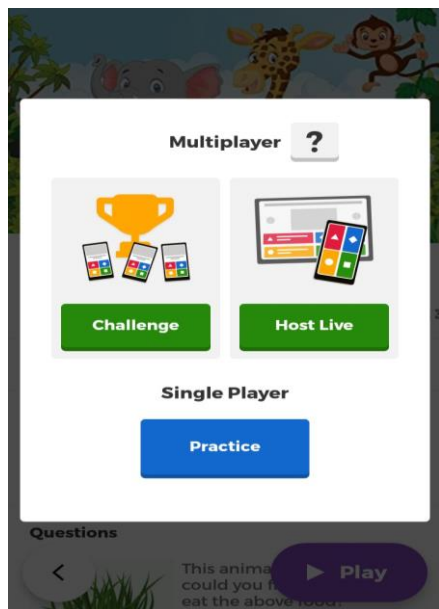 Multiplayer ?
Challenge
Host Live
Single Player
Practice
Questions
This anima
could you f
eat the above food?
Play